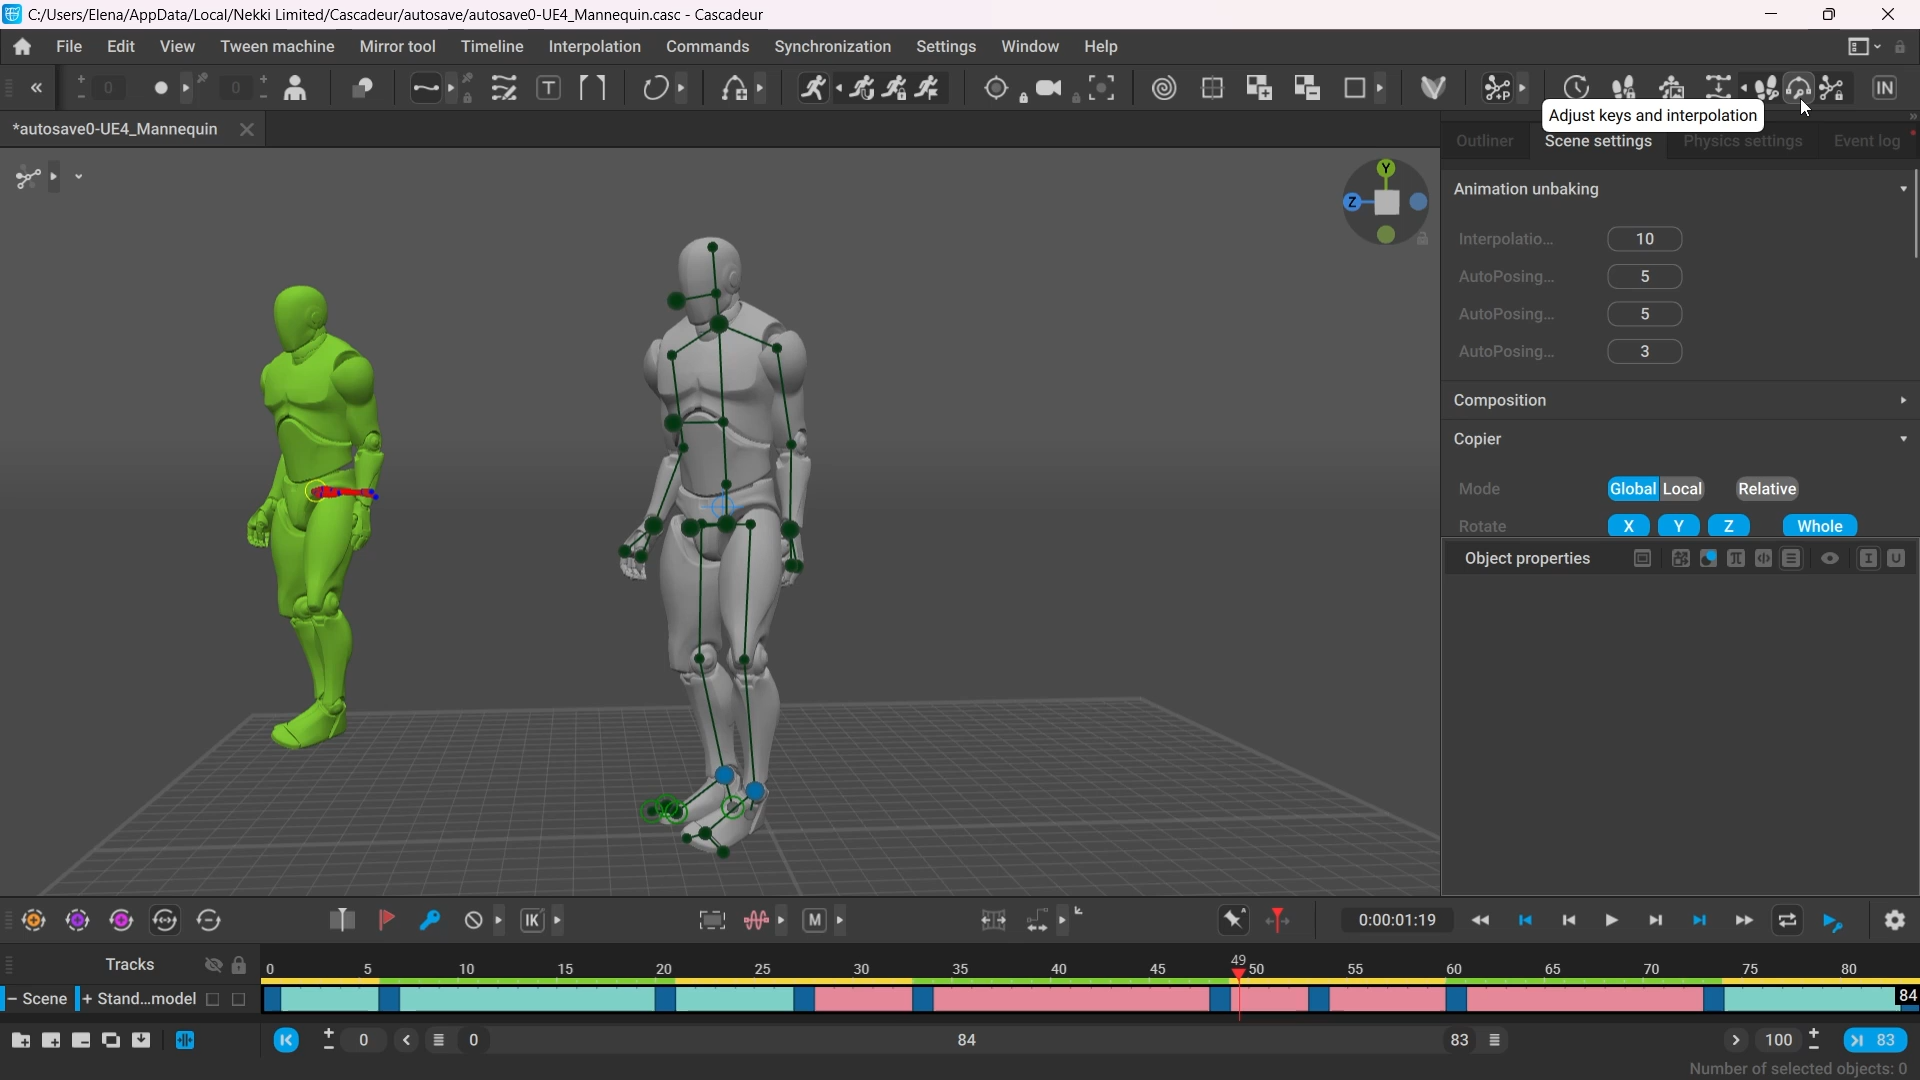 C:/Users/Elena/AppData/Local/Nekki Limited/Cascadeur/autosave/autosave0-UE4_Mannequin.casc - Cascadeur
File Edit View Tween machine Mirror tool Timeline Interpolation Commands Synchronization Settings Window Help
0 0 T P IN
Adjust keys and interpolation
*autosave0-UE4_Mannequin
Outliner Scene settings Physics settings Event log
Y
Z
Animation unbaking
Interpolatio... 10
AutoPosing... 5
AutoPosing... 5
AutoPosing... 3
Composition
Copier
Mode Global Local Relative
Rotate X Y Z Whole
Object properties I U
IK M 0:00:01:19
Tracks 0 5 10 15 20 25 30 35 40 45 49 50 55 60 65 70 75 80
- Scene + Stand...model 84
0 0 84 83 100 83
Number of selected objects: 0